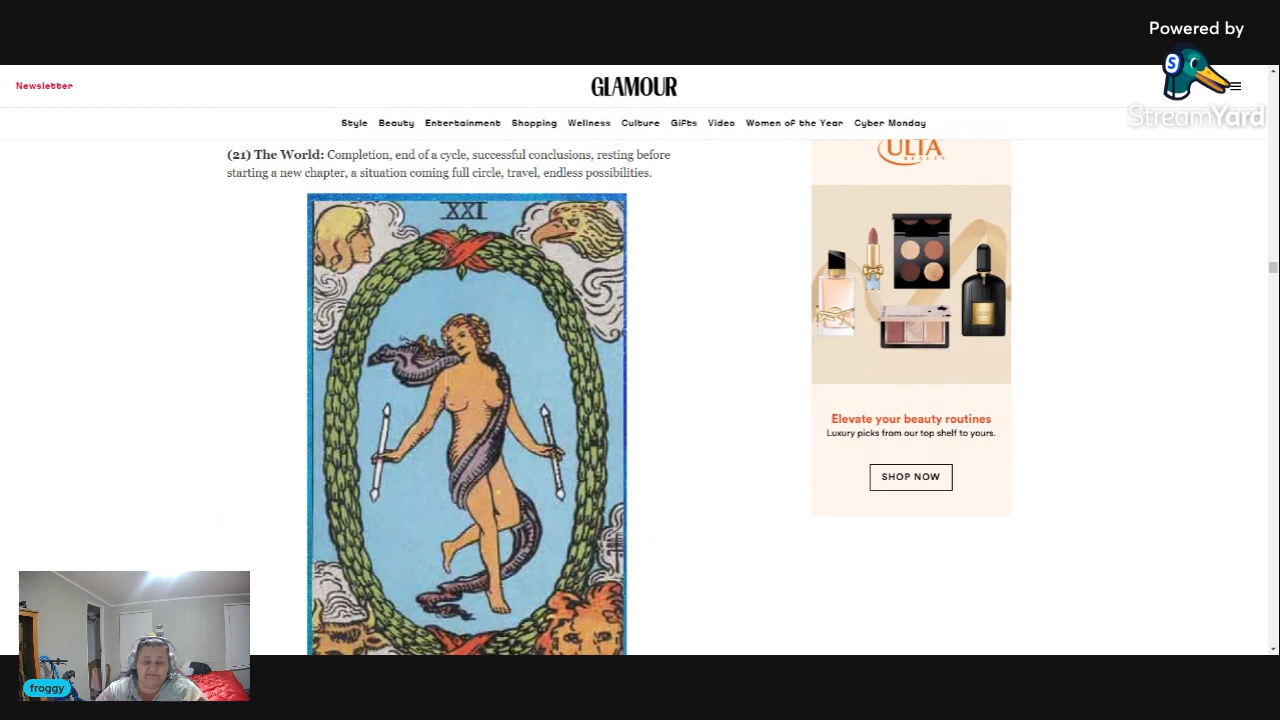 Powered by
StreamYard
Newsletter
GLAMOUR
Style Beauty Entertainment Shopping Wellness Culture Gifts Video Women of the Year Cyber Monday
(21) The World: Completion, end of a cycle, successful conclusions, resting before
starting a new chapter, a situation coming full circle, travel, endless possibilities.
XXI
ULTA
BEAUTY
Elevate your beauty routines
Luxury picks from our top shelf to yours.
SHOP NOW
froggy